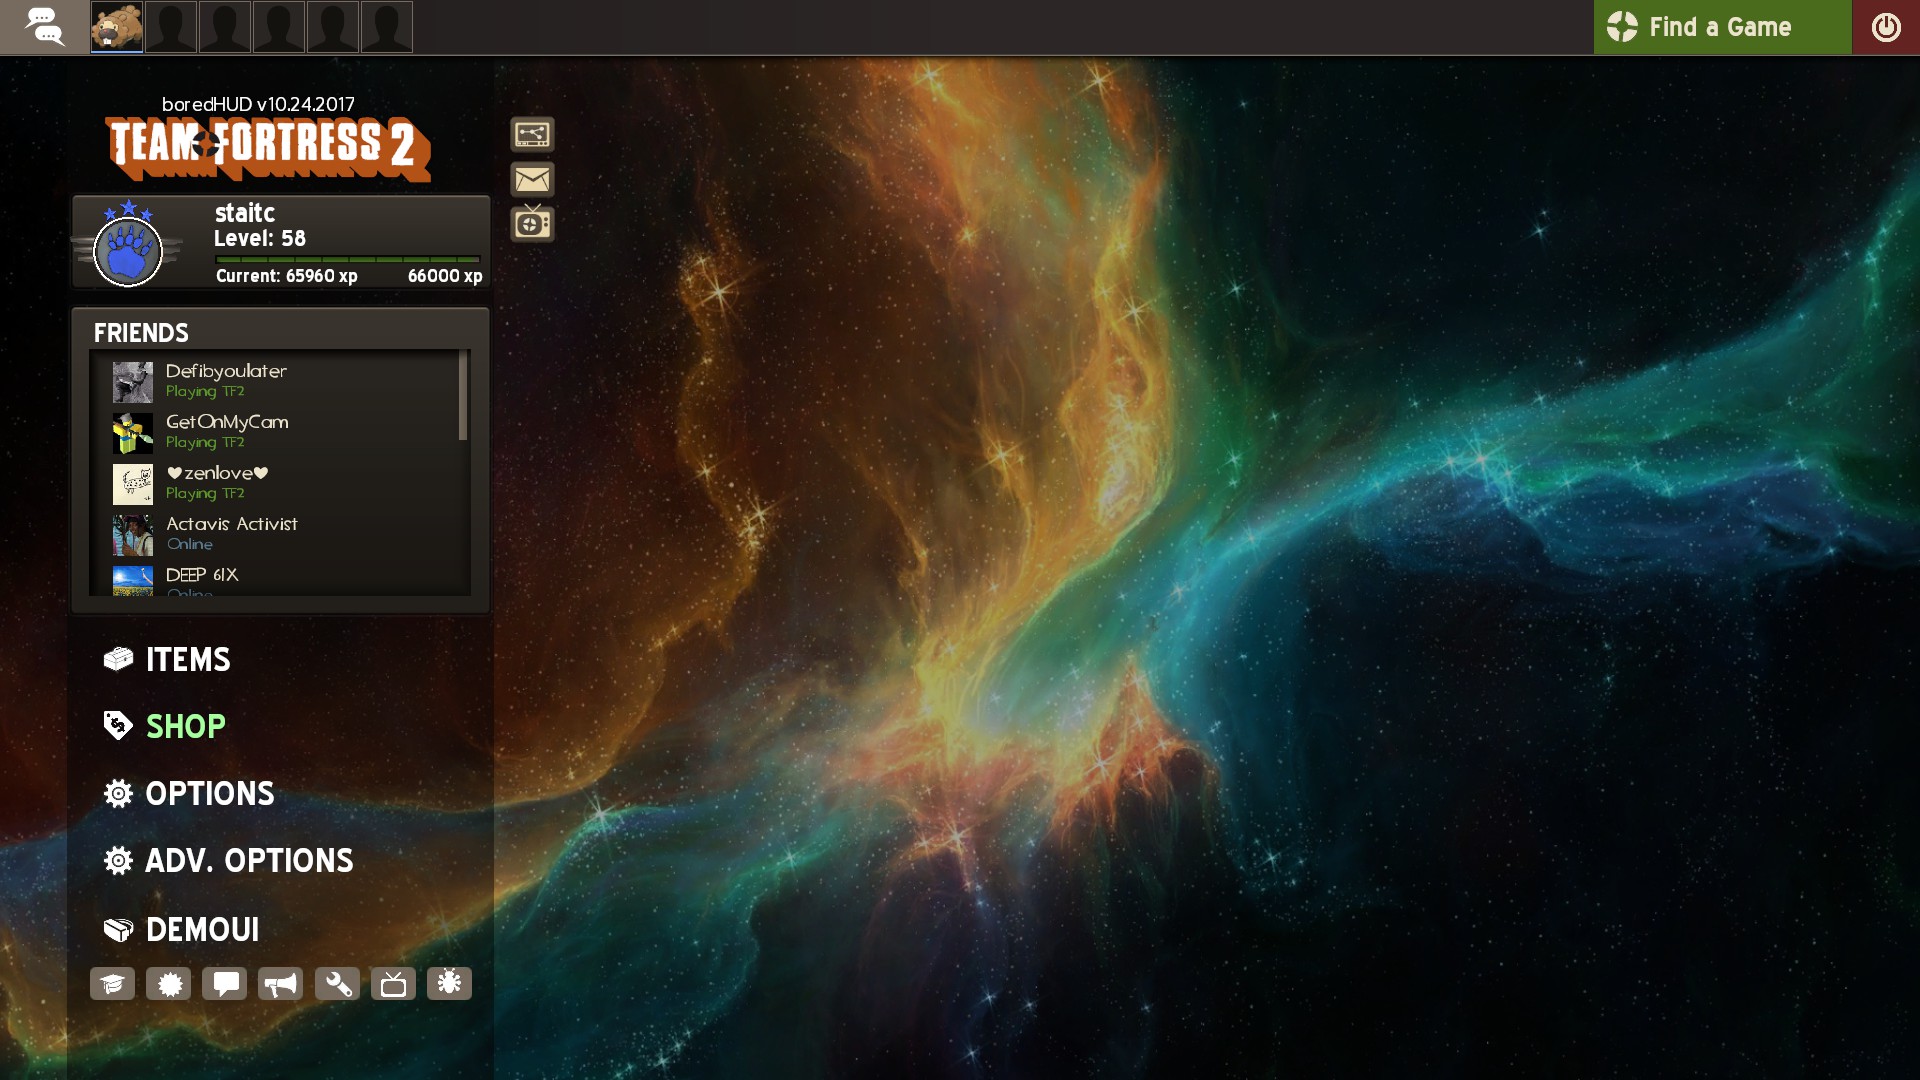 Find a Game
boredHUD v10.24.2017
TEAM FORTRESS 2
staitc
Level: 58
Current: 65960 xp 66000 xp
FRIENDS
Defibyoulater
Playing TF2
GetOnMyCam
Playing TF2
♥zenlove♥
Playing TF2
Actavis Activist
Online
DEEP 6IX
Online
ITEMS
SHOP
OPTIONS
ADV. OPTIONS
DEMOUI